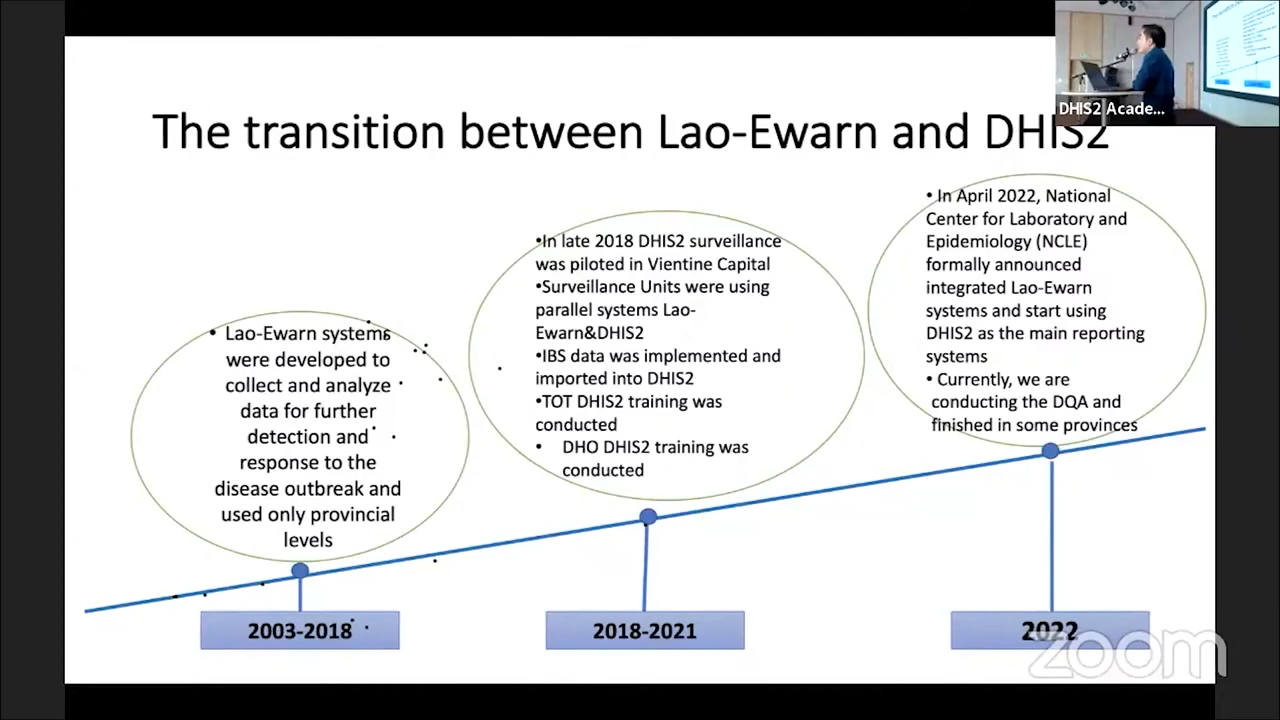 DHIS2 Acade...
The transition between Lao-Ewarn and DHIS2
• Lao-Ewarn systems
were developed to
collect and analyze
data for further
detection and
response to the
disease outbreak and
used only provincial
levels
•In late 2018 DHIS2 surveillance
was piloted in Vientine Capital
•Surveillance Units were using
parallel systems Lao-
Ewarn&DHIS2
•IBS data was implemented and
imported into DHIS2
•TOT DHIS2 training was
conducted
• DHO DHIS2 training was
conducted
• In April 2022, National
Center for Laboratory and
Epidemiology (NCLE)
formally announced
integrated Lao-Ewarn
systems and start using
DHIS2 as the main reporting
systems
• Currently, we are
conducting the DQA and
finished in some provinces
2003-2018
2018-2021
2022
zoom